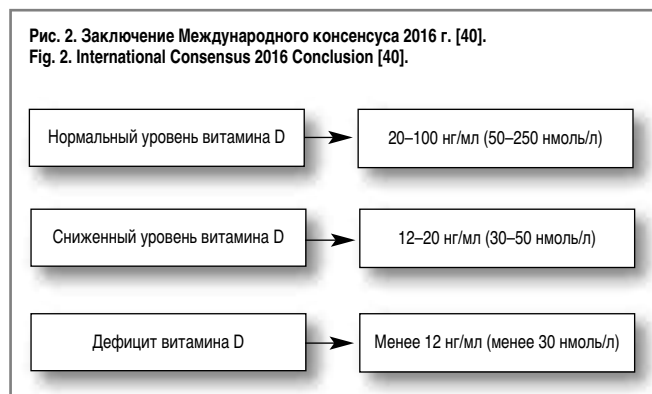 Рис. 2. Заключение Международного консенсуса 2016 г. [40].
Fig. 2. International Consensus 2016 Conclusion [40].
Нормальный уровень витамина D
20–100 нг/мл (50–250 нмоль/л)
Сниженный уровень витамина D
12–20 нг/мл (30–50 нмоль/л)
Дефицит витамина D
Менее 12 нг/мл (менее 30 нмоль/л)